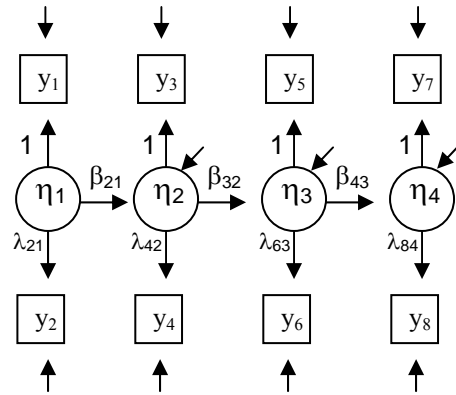 y₁ y₃ y₅ y₇
1 1 1 1
η₁ β₂₁ η₂ β₃₂ η₃ β₄₃ η₄
λ₂₁ λ₄₂ λ₆₃ λ₈₄
y₂ y₄ y₆ y₈